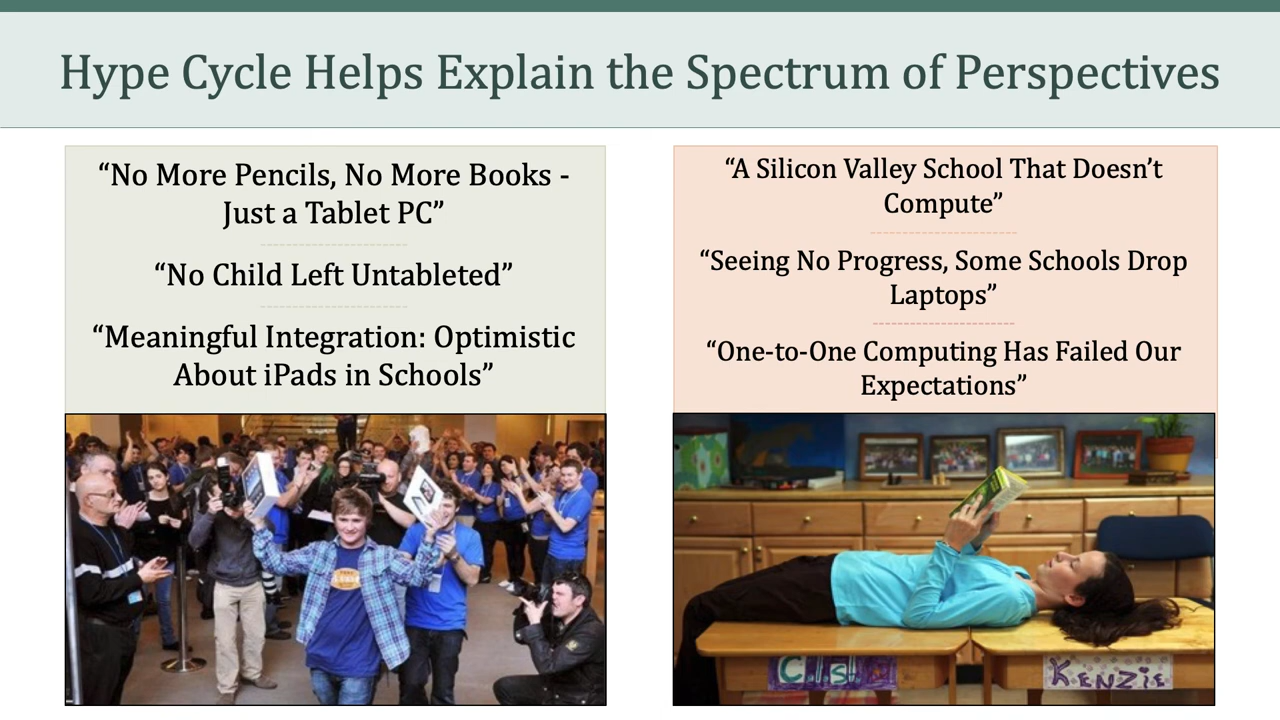 Hype Cycle Helps Explain the Spectrum of Perspectives
“No More Pencils, No More Books -
Just a Tablet PC”
“No Child Left Untableted”
“Meaningful Integration: Optimistic
About iPads in Schools”
“A Silicon Valley School That Doesn’t
Compute”
“Seeing No Progress, Some Schools Drop
Laptops”
“One-to-One Computing Has Failed Our
Expectations”
KENZIE